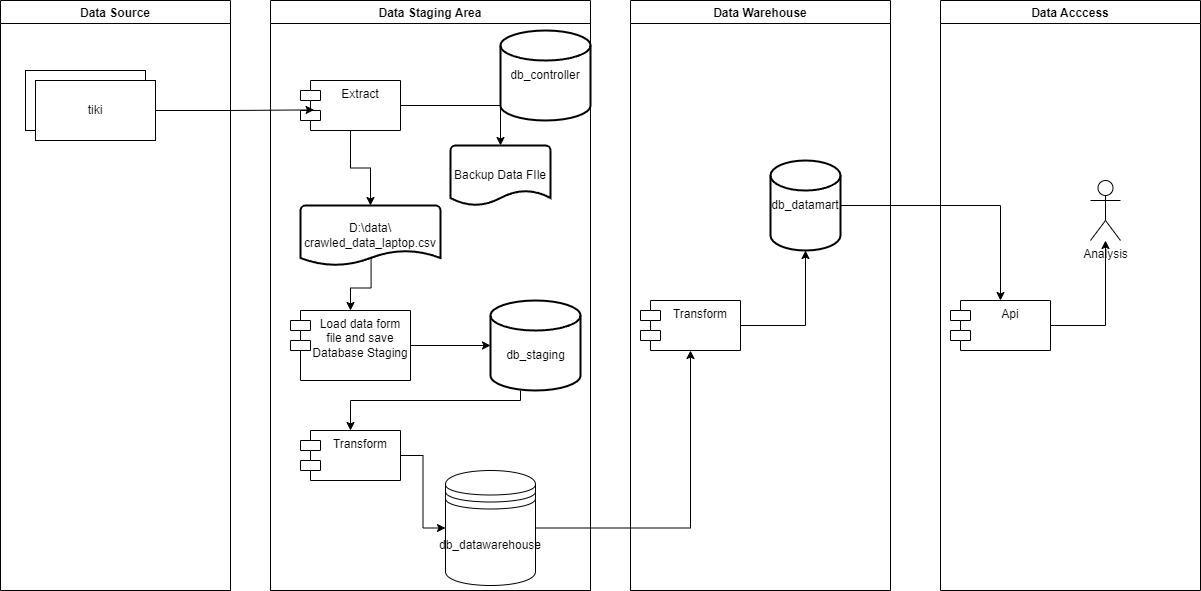 Data Source
Data Staging Area
Data Warehouse
Data Acccess
tiki
Extract
db_controller
Backup Data FIle
D:\data\
crawled_data_laptop.csv
Load data form
file and save
Database Staging
db_staging
Transform
db_datawarehouse
Transform
db_datamart
Api
Analysis